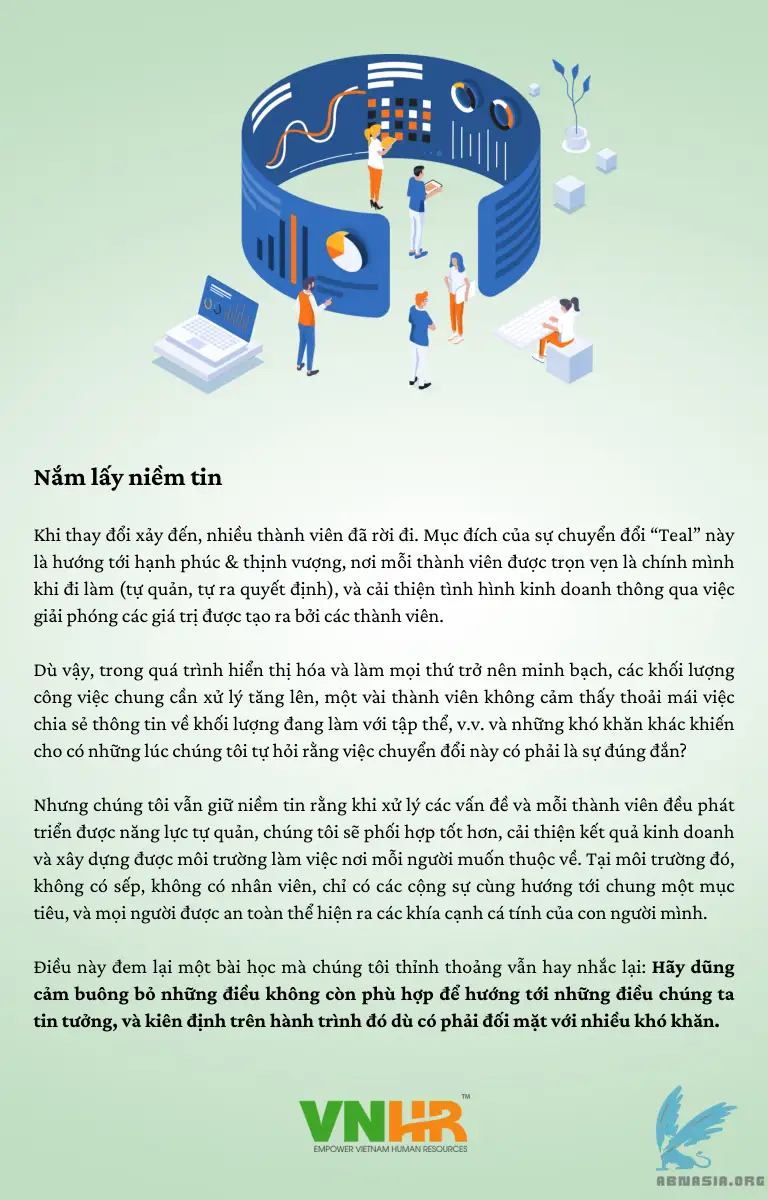 Nắm lấy niềm tin
Khi thay đổi xảy đến, nhiều thành viên đã rời đi. Mục đích của sự chuyển đổi “Teal” này
là hướng tới hạnh phúc & thịnh vượng, nơi mỗi thành viên được trọn vẹn là chính mình
khi đi làm (tự quản, tự ra quyết định), và cải thiện tình hình kinh doanh thông qua việc
giải phóng các giá trị được tạo ra bởi các thành viên.
Dù vậy, trong quá trình hiển thị hóa và làm mọi thứ trở nên minh bạch, các khối lượng
công việc chung cần xử lý tăng lên, một vài thành viên không cảm thấy thoải mái việc
chia sẻ thông tin về khối lượng đang làm với tập thể, v.v. và những khó khăn khác khiến
cho có những lúc chúng tôi tự hỏi rằng việc chuyển đổi này có phải là sự đúng đắn?
Nhưng chúng tôi vẫn giữ niềm tin rằng khi xử lý các vấn đề và mỗi thành viên đều phát
triển được năng lực tự quản, chúng tôi sẽ phối hợp tốt hơn, cải thiện kết quả kinh doanh
và xây dựng được môi trường làm việc nơi mỗi người muốn thuộc về. Tại môi trường đó,
không có sếp, không có nhân viên, chỉ có các cộng sự cùng hướng tới chung một mục
tiêu, và mọi người được an toàn thể hiện ra các khía cạnh cá tính của con người mình.
Điều này đem lại một bài học mà chúng tôi thỉnh thoảng vẫn hay nhắc lại: Hãy dũng
cảm buông bỏ những điều không còn phù hợp để hướng tới những điều chúng ta
tin tưởng, và kiên định trên hành trình đó dù có phải đối mặt với nhiều khó khăn.
VNHR™
EMPOWER VIETNAM HUMAN RESOURCES
ABNASIA.ORG